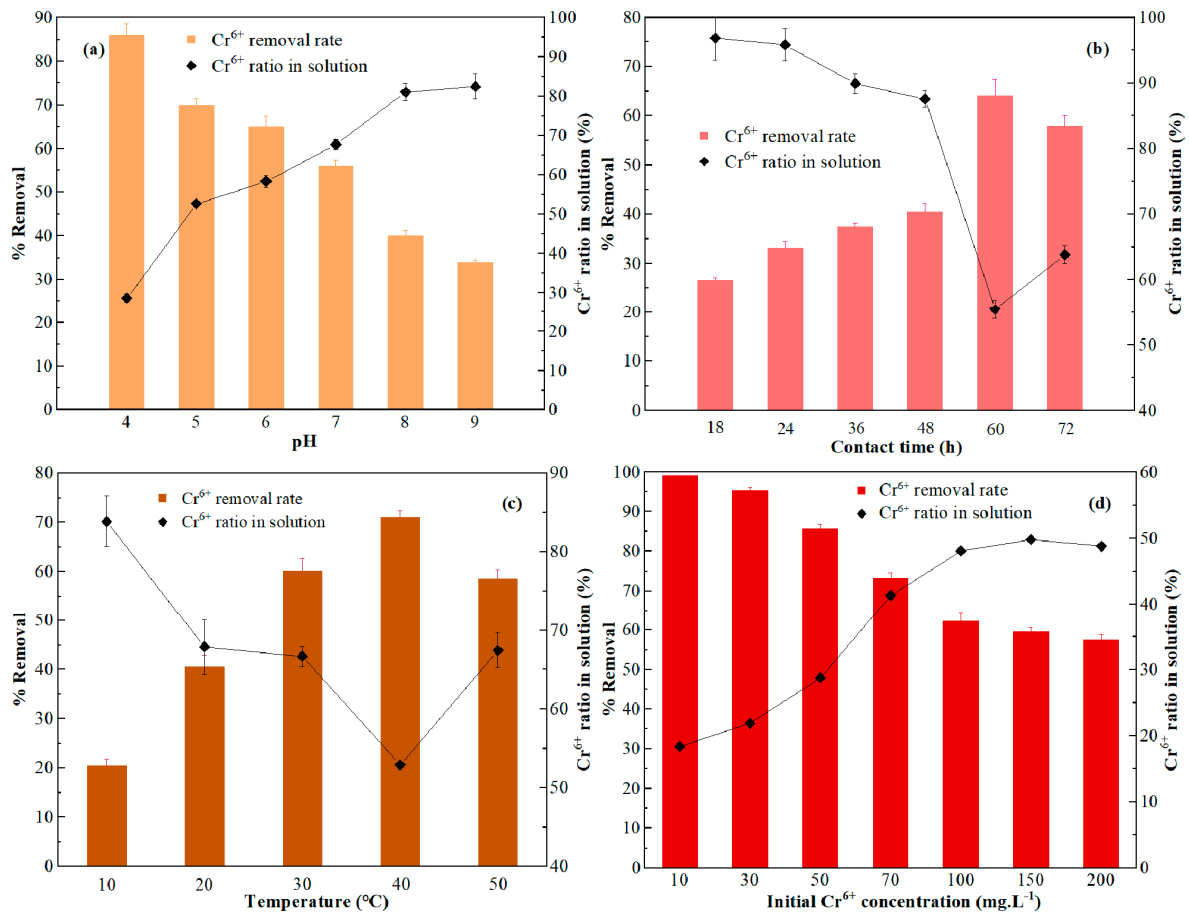 (a)
Cr⁶⁺ removal rate
Cr⁶⁺ ratio in solution
% Removal
90
80
70
60
50
40
30
20
10
0
4 5 6 7 8 9
pH
100
90
80
70
60
50
40
30
20
10
0
Cr⁶⁺ ratio in solution (%)
(b)
Cr⁶⁺ removal rate
Cr⁶⁺ ratio in solution
% Removal
80
70
60
50
40
30
20
10
0
18 24 36 48 60 72
Contact time (h)
100
90
80
70
60
50
40
Cr⁶⁺ ratio in solution (%)
(c)
Cr⁶⁺ removal rate
Cr⁶⁺ ratio in solution
% Removal
80
70
60
50
40
30
20
10
0
10 20 30 40 50
Temperature (℃)
90
80
70
60
50
40
Cr⁶⁺ ratio in solution (%)
(d)
Cr⁶⁺ removal rate
Cr⁶⁺ ratio in solution
% Removal
100
90
80
70
60
50
40
30
20
10
0
10 30 50 70 100 150 200
Initial Cr⁶⁺ concentration (mg.L⁻¹)
60
50
40
30
20
10
0
Cr⁶⁺ ratio in solution (%)